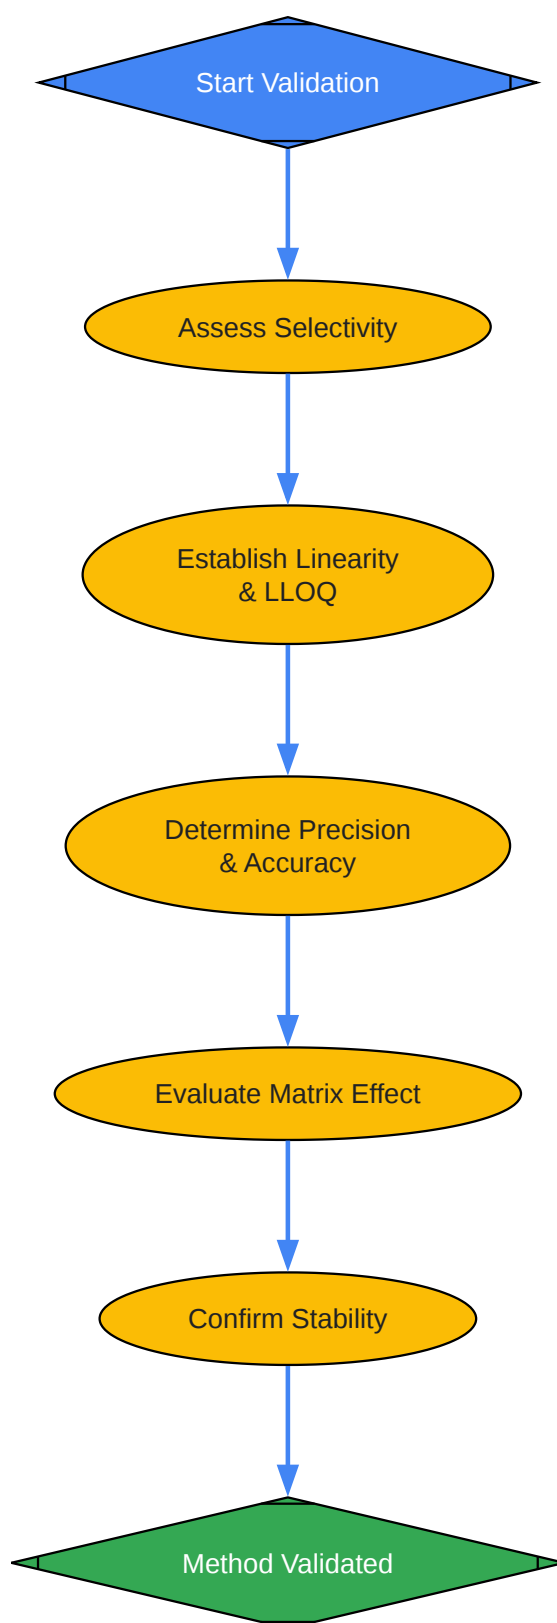 Start Validation
Assess Selectivity
Establish Linearity
& LLOQ
Determine Precision
& Accuracy
Evaluate Matrix Effect
Confirm Stability
Method Validated